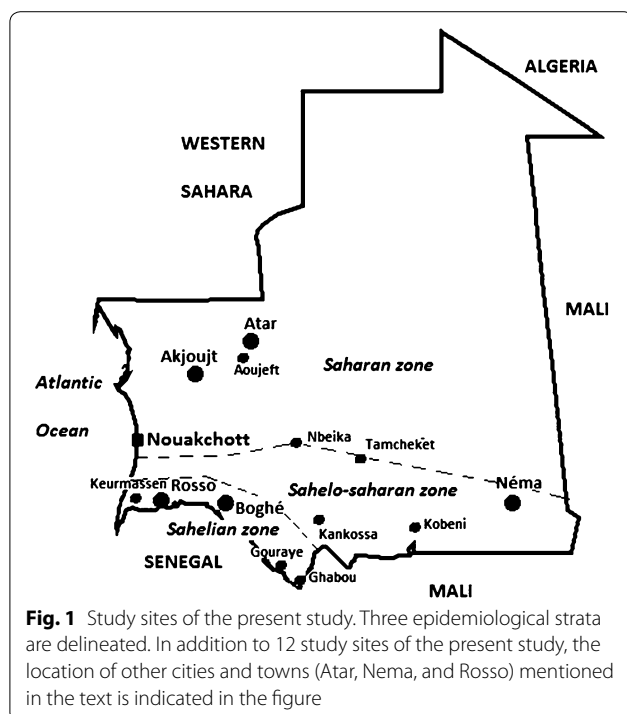 ALGERIA
WESTERN
SAHARA
MALI
Atar
Akjoujt
Aoujeft
Saharan zone
Atlantic
Ocean
Nouakchott
Nbeika
Tamcheket
Keurmassen
Rosso
Boghé
Sahelo-saharan zone
Néma
Sahelian zone
Kankossa
Kobeni
SENEGAL
Gouraye
Ghabou
MALI
Fig. 1 Study sites of the present study. Three epidemiological strata
are delineated. In addition to 12 study sites of the present study, the
location of other cities and towns (Atar, Nema, and Rosso) mentioned
in the text is indicated in the figure